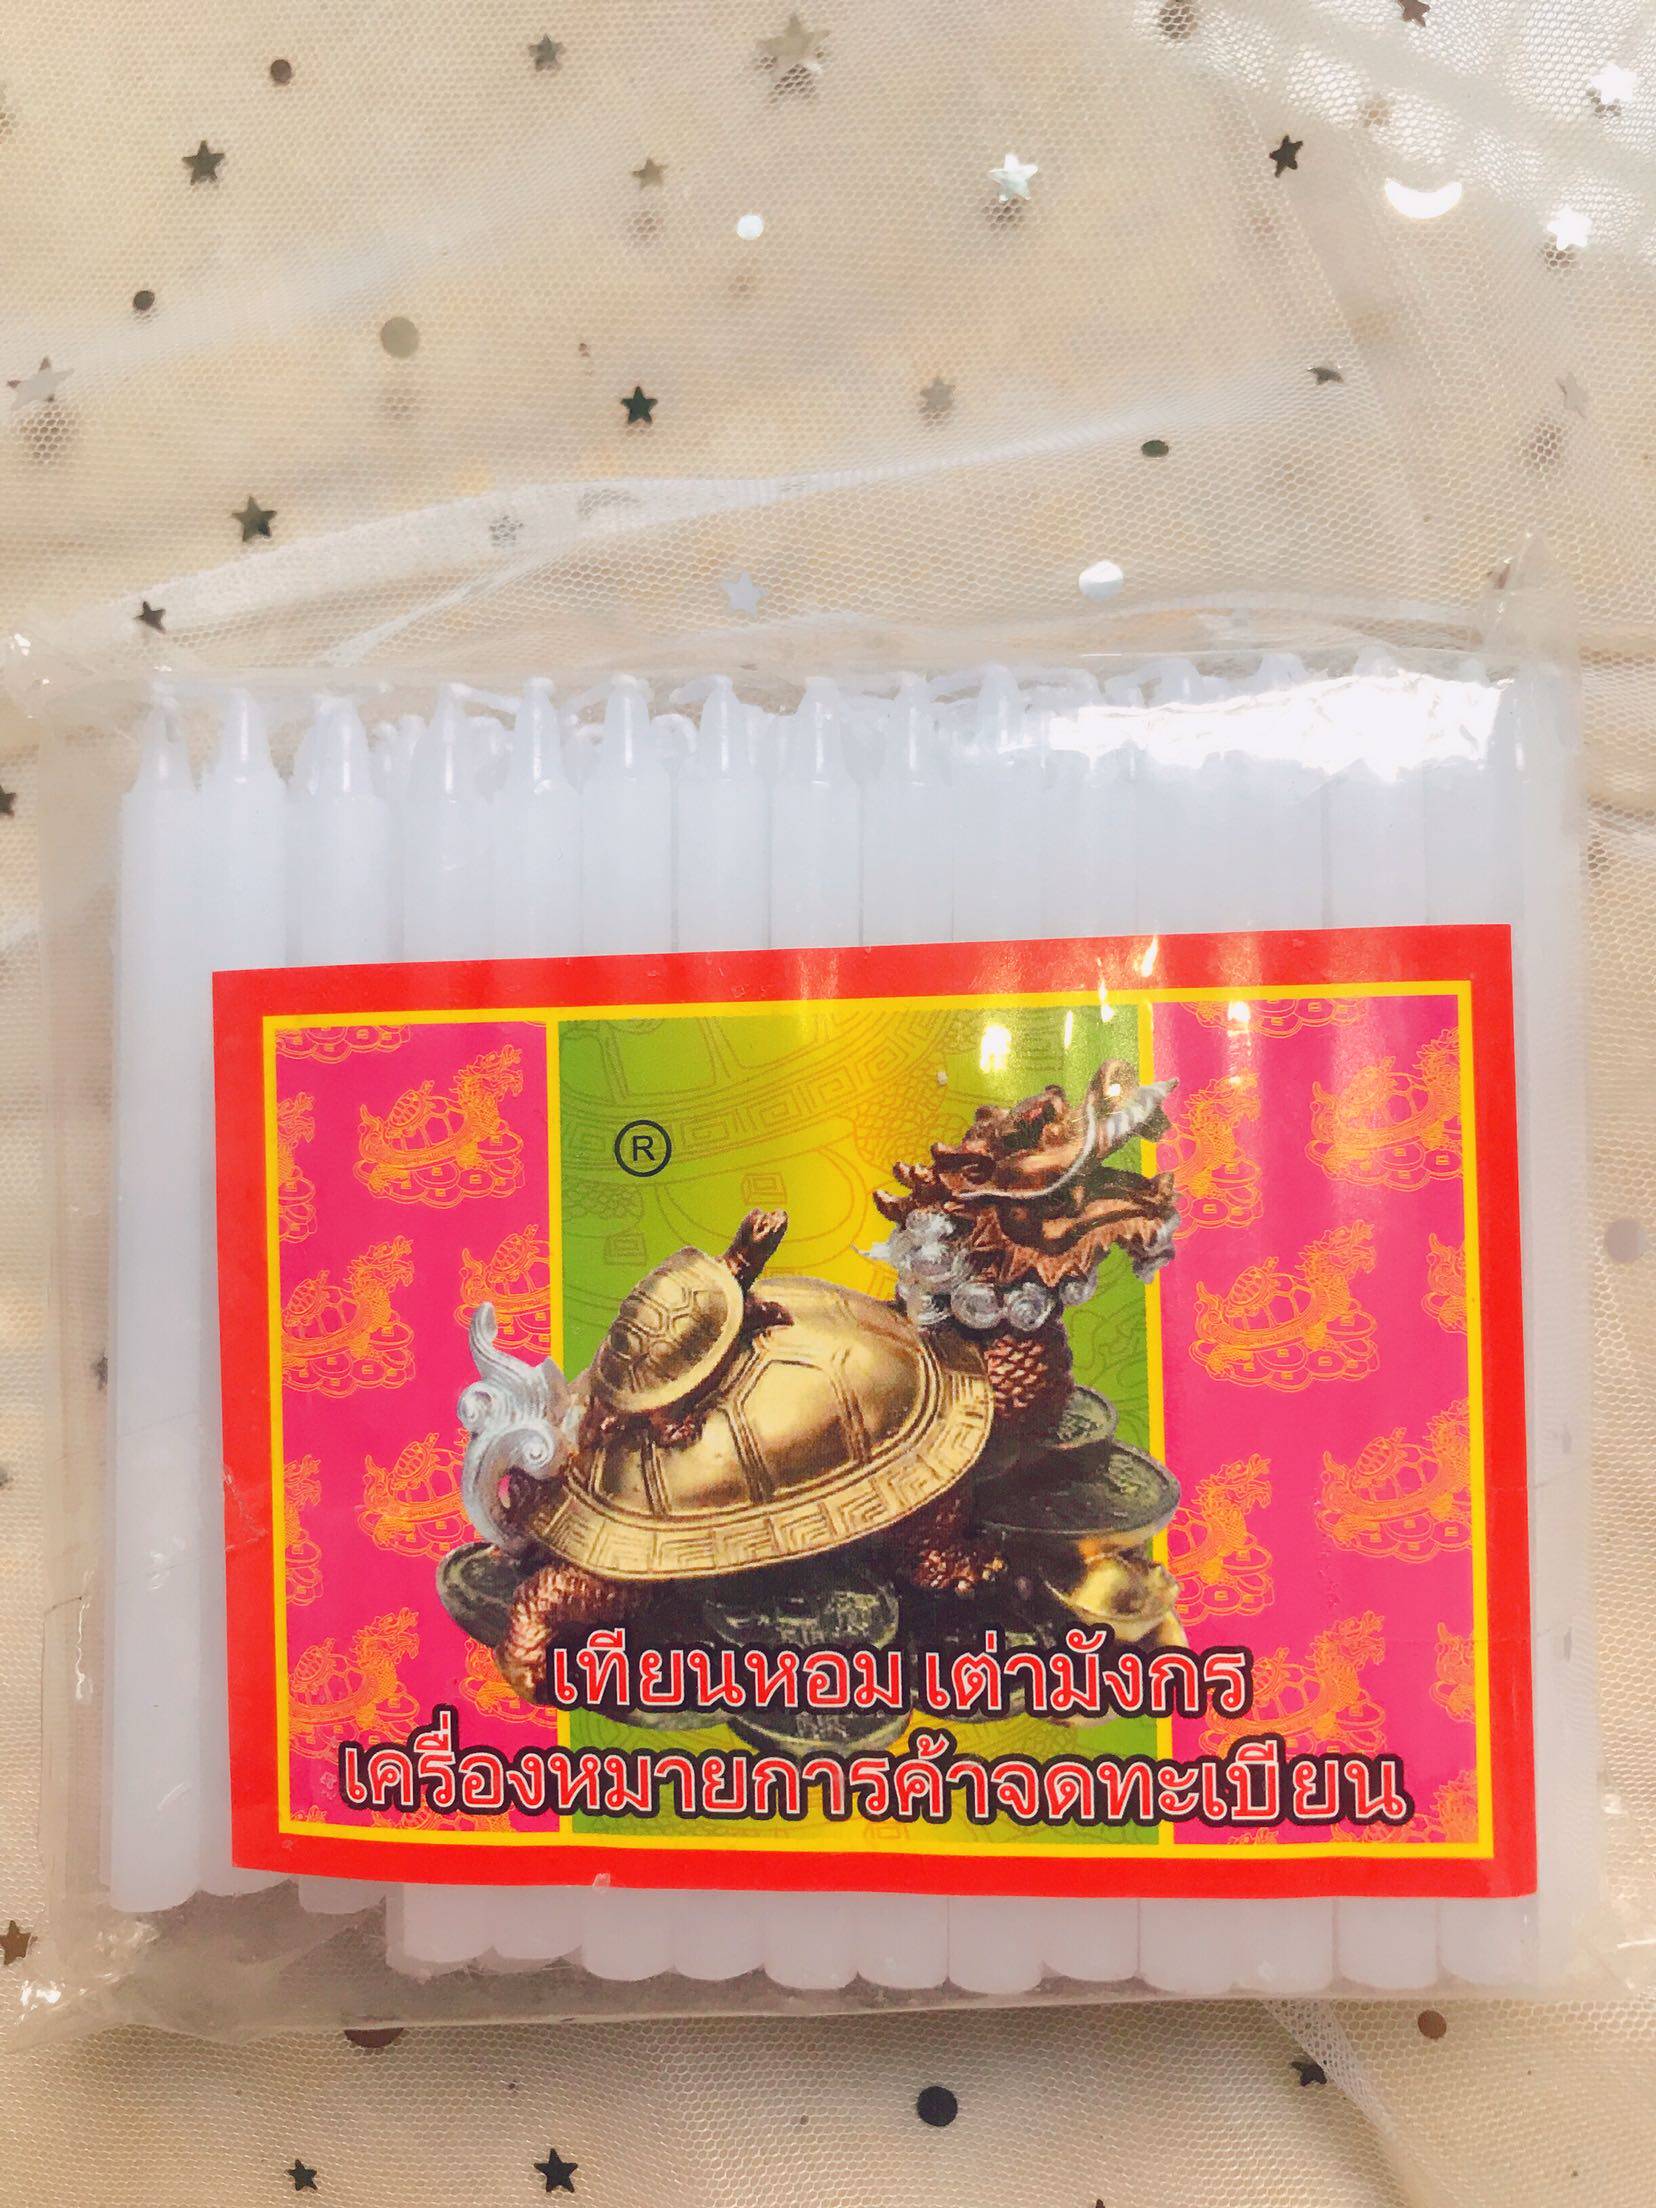 ®
เทียนหอม เต่ามังกร
เครื่องหมายการค้าจดทะเบียน